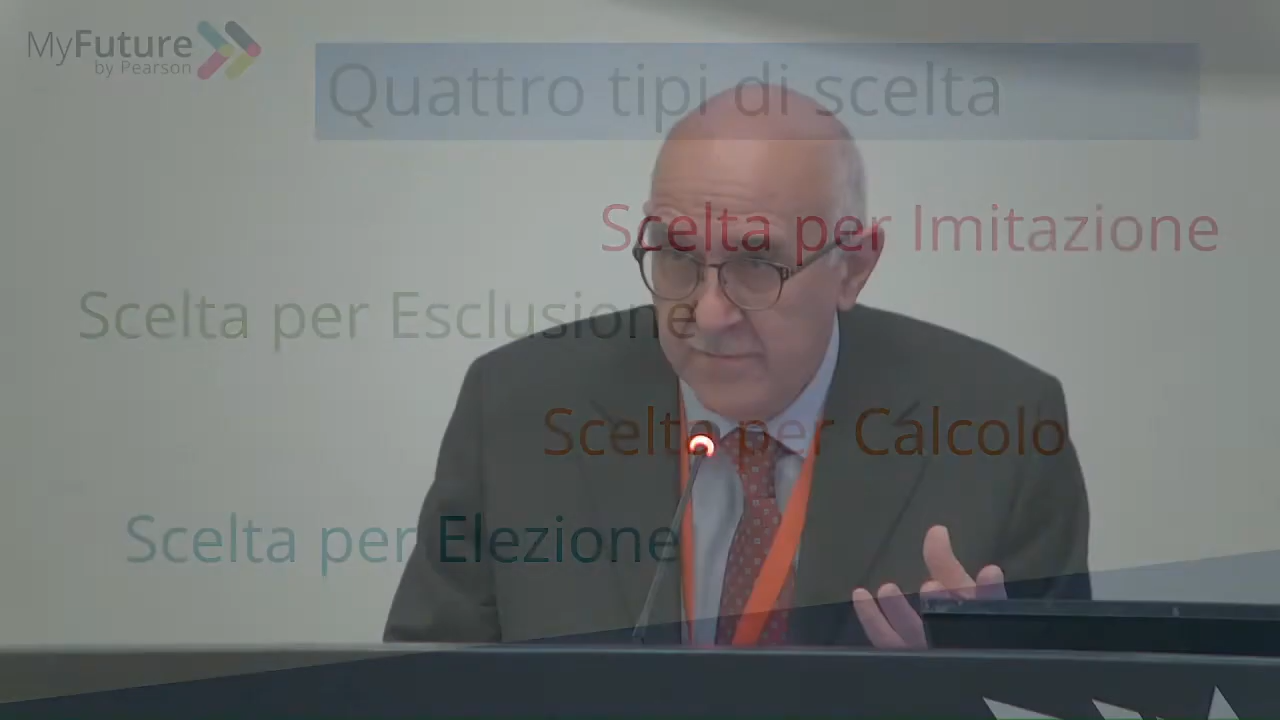 MyFuture
by Pearson
Quattro tipi di scelta
Scelta per Imitazione
Scelta per Esclusione
Scelta per Calcolo
Scelta per Elezione